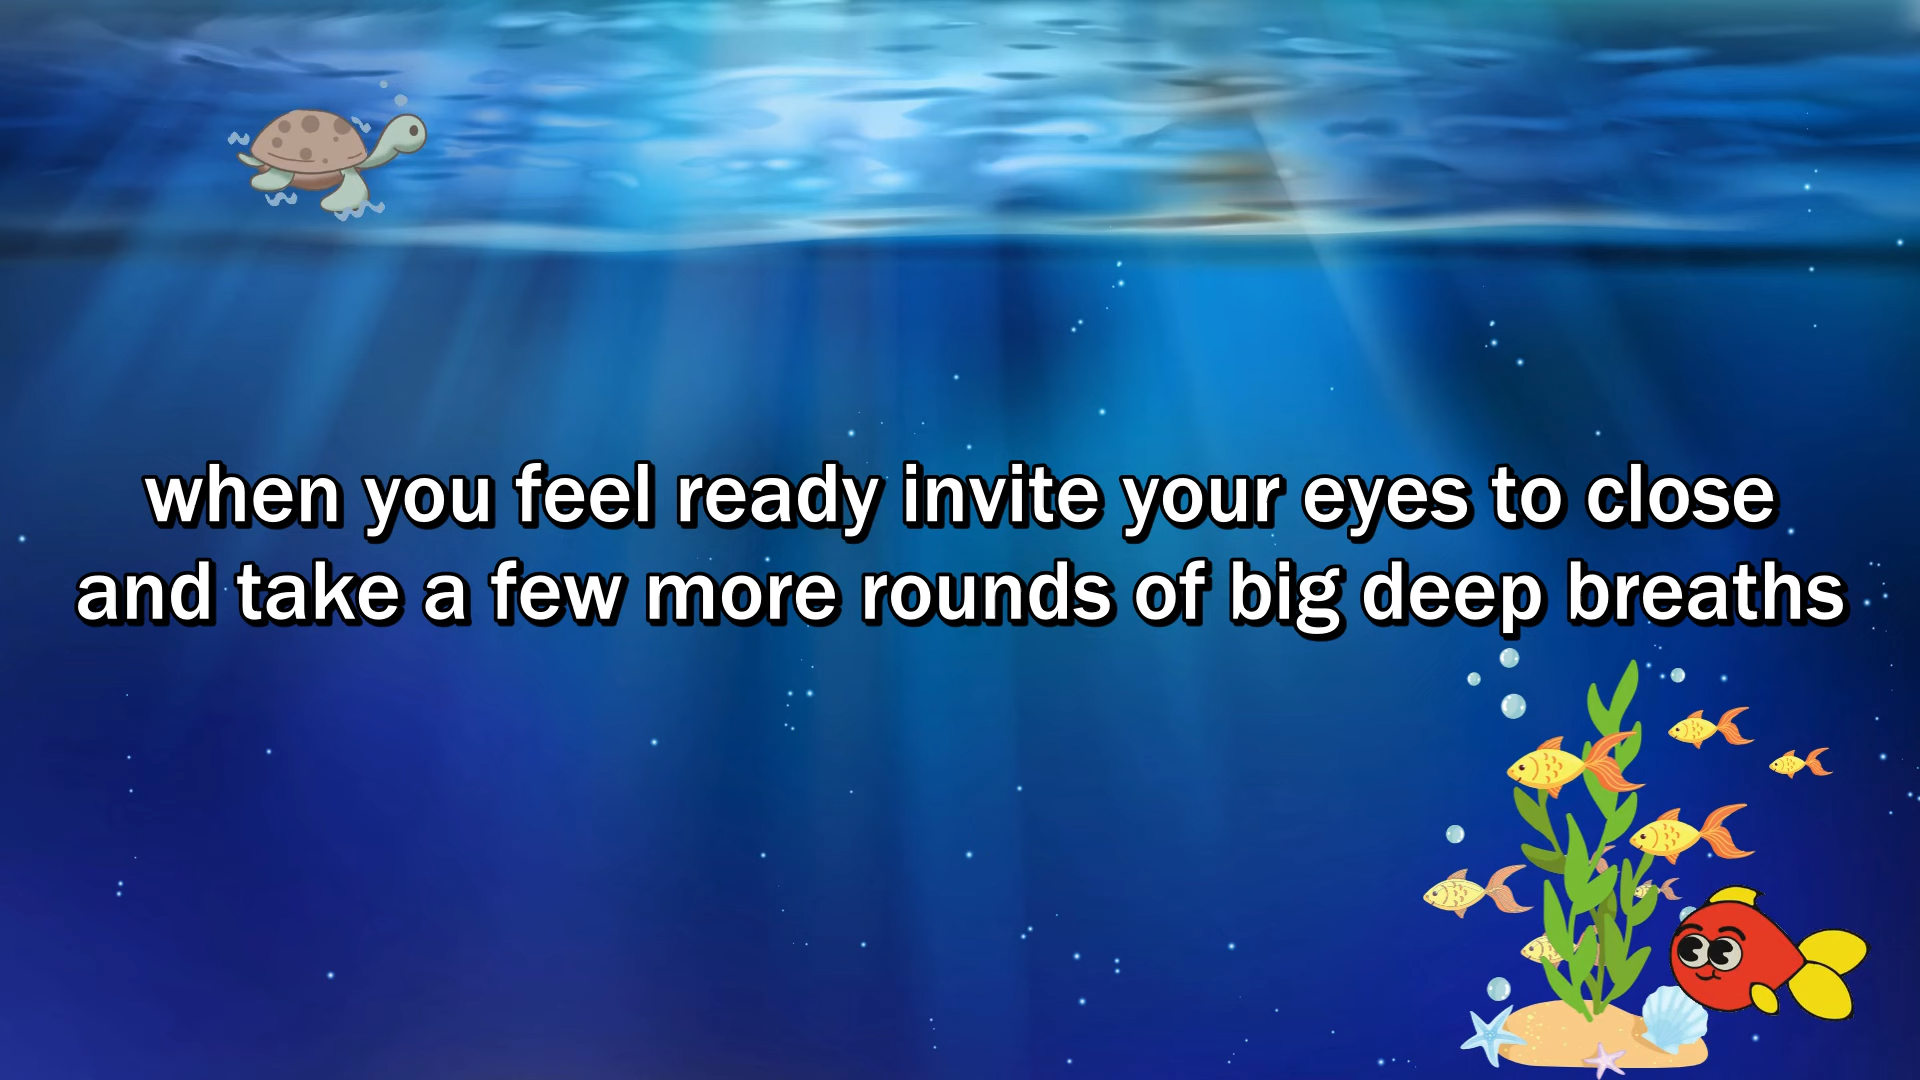 when you feel ready invite your eyes to close
and take a few more rounds of big deep breaths